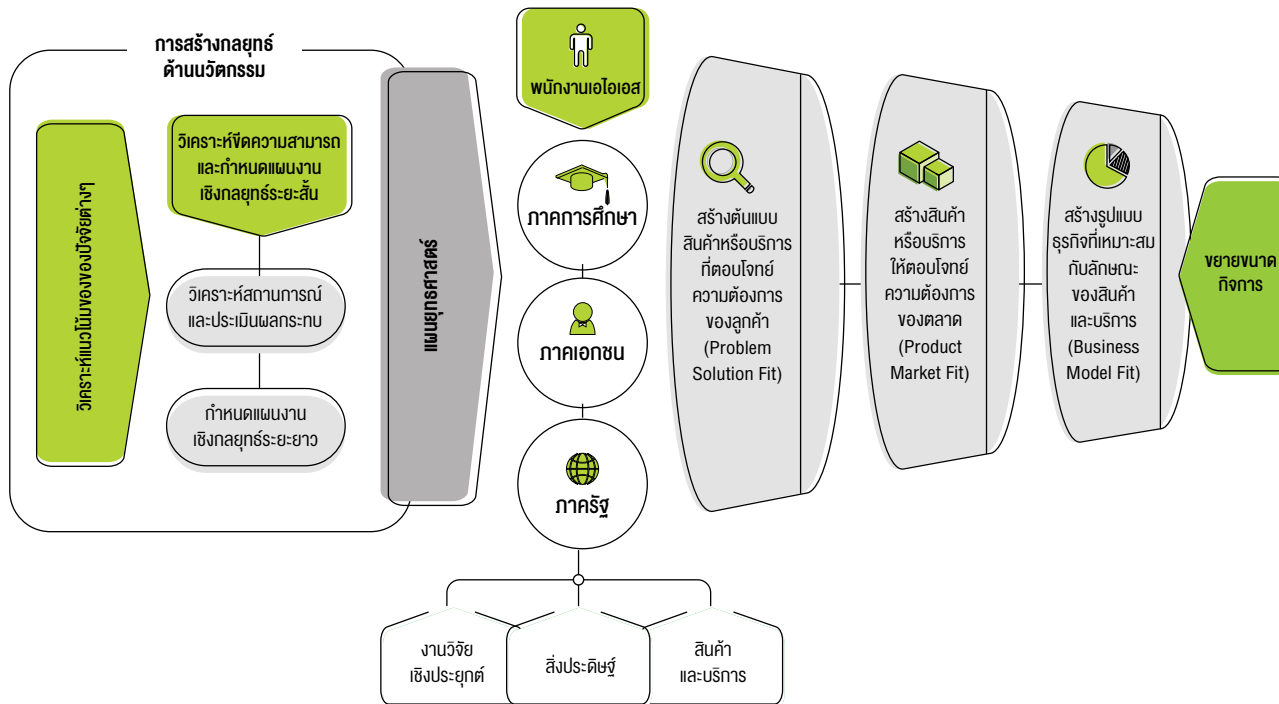 การสร้างกลยุทธ์
ด้านนวัตกรรม
วิเคราะห์แนวโน้มของของปัจจัยต่างๆ
วิเคราะห์ขีดความสามารถ
และกำหนดแผนงาน
เชิงกลยุทธ์ระยะสั้น
วิเคราะห์สถานการณ์
และประเมินผลกระทบ
กำหนดแผนงาน
เชิงกลยุทธ์ระยะยาว
แผนยุทธศาสตร์
พนักงานเอไอเอส
ภาคการศึกษา
ภาคเอกชน
ภาครัฐ
งานวิจัย
เชิงประยุกต์
สิ่งประดิษฐ์
สินค้า
และบริการ
สร้างต้นแบบ
สินค้าหรือบริการ
ที่ตอบโจทย์
ความต้องการ
ของลูกค้า
(Problem
Solution Fit)
สร้างสินค้า
หรือบริการ
ให้ตอบโจทย์
ความต้องการ
ของตลาด
(Product
Market Fit)
สร้างรูปแบบ
ธุรกิจที่เหมาะสม
กับลักษณะ
ของสินค้า
และบริการ
(Business
Model Fit)
ขยายขนาด
กิจการ